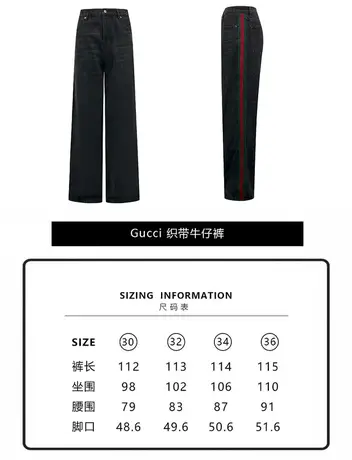 Gucci 织带牛仔裤
SIZING INFORMATION
尺码表
SIZE 30 32 34 36
裤长 112 113 114 115
坐围 98 102 106 110
腰围 79 83 87 91
脚口 48.6 49.6 50.6 51.6